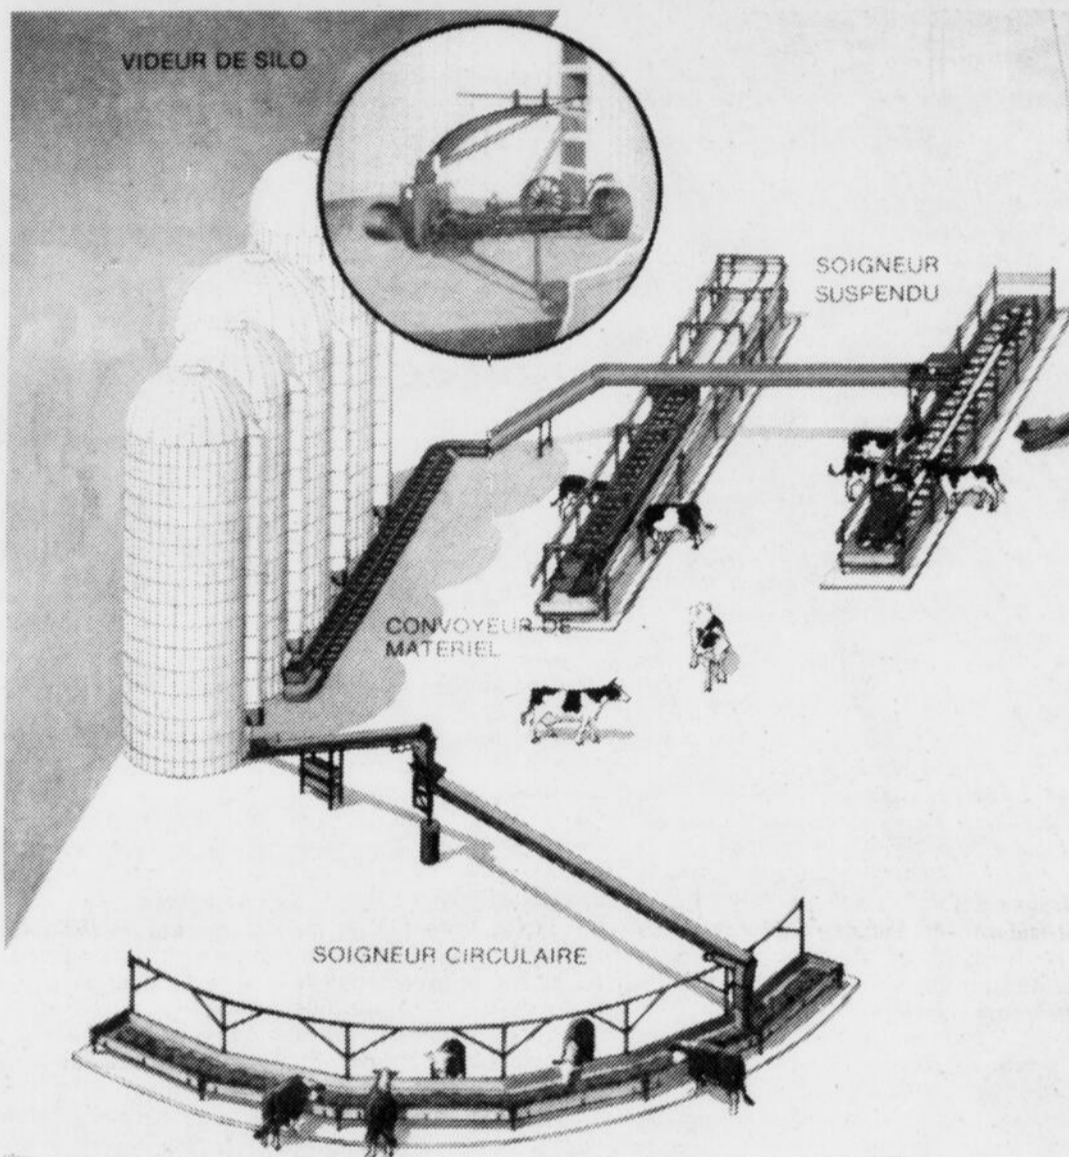 VIDEUR DE SILO
SOIGNEUR
SUSPENDU
CONVOYEUR DE
MATERIEL
SOIGNEUR CIRCULAIRE